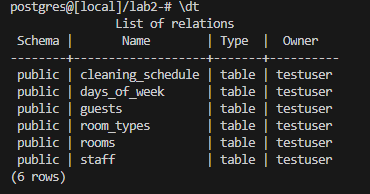 postgres@[local]/lab2-# \dt
List of relations
Schema | Name | Type | Owner
--------+-------------------+-------+----------
public | cleaning_schedule | table | testuser
public | days_of_week | table | testuser
public | guests | table | testuser
public | room_types | table | testuser
public | rooms | table | testuser
public | staff | table | testuser
(6 rows)